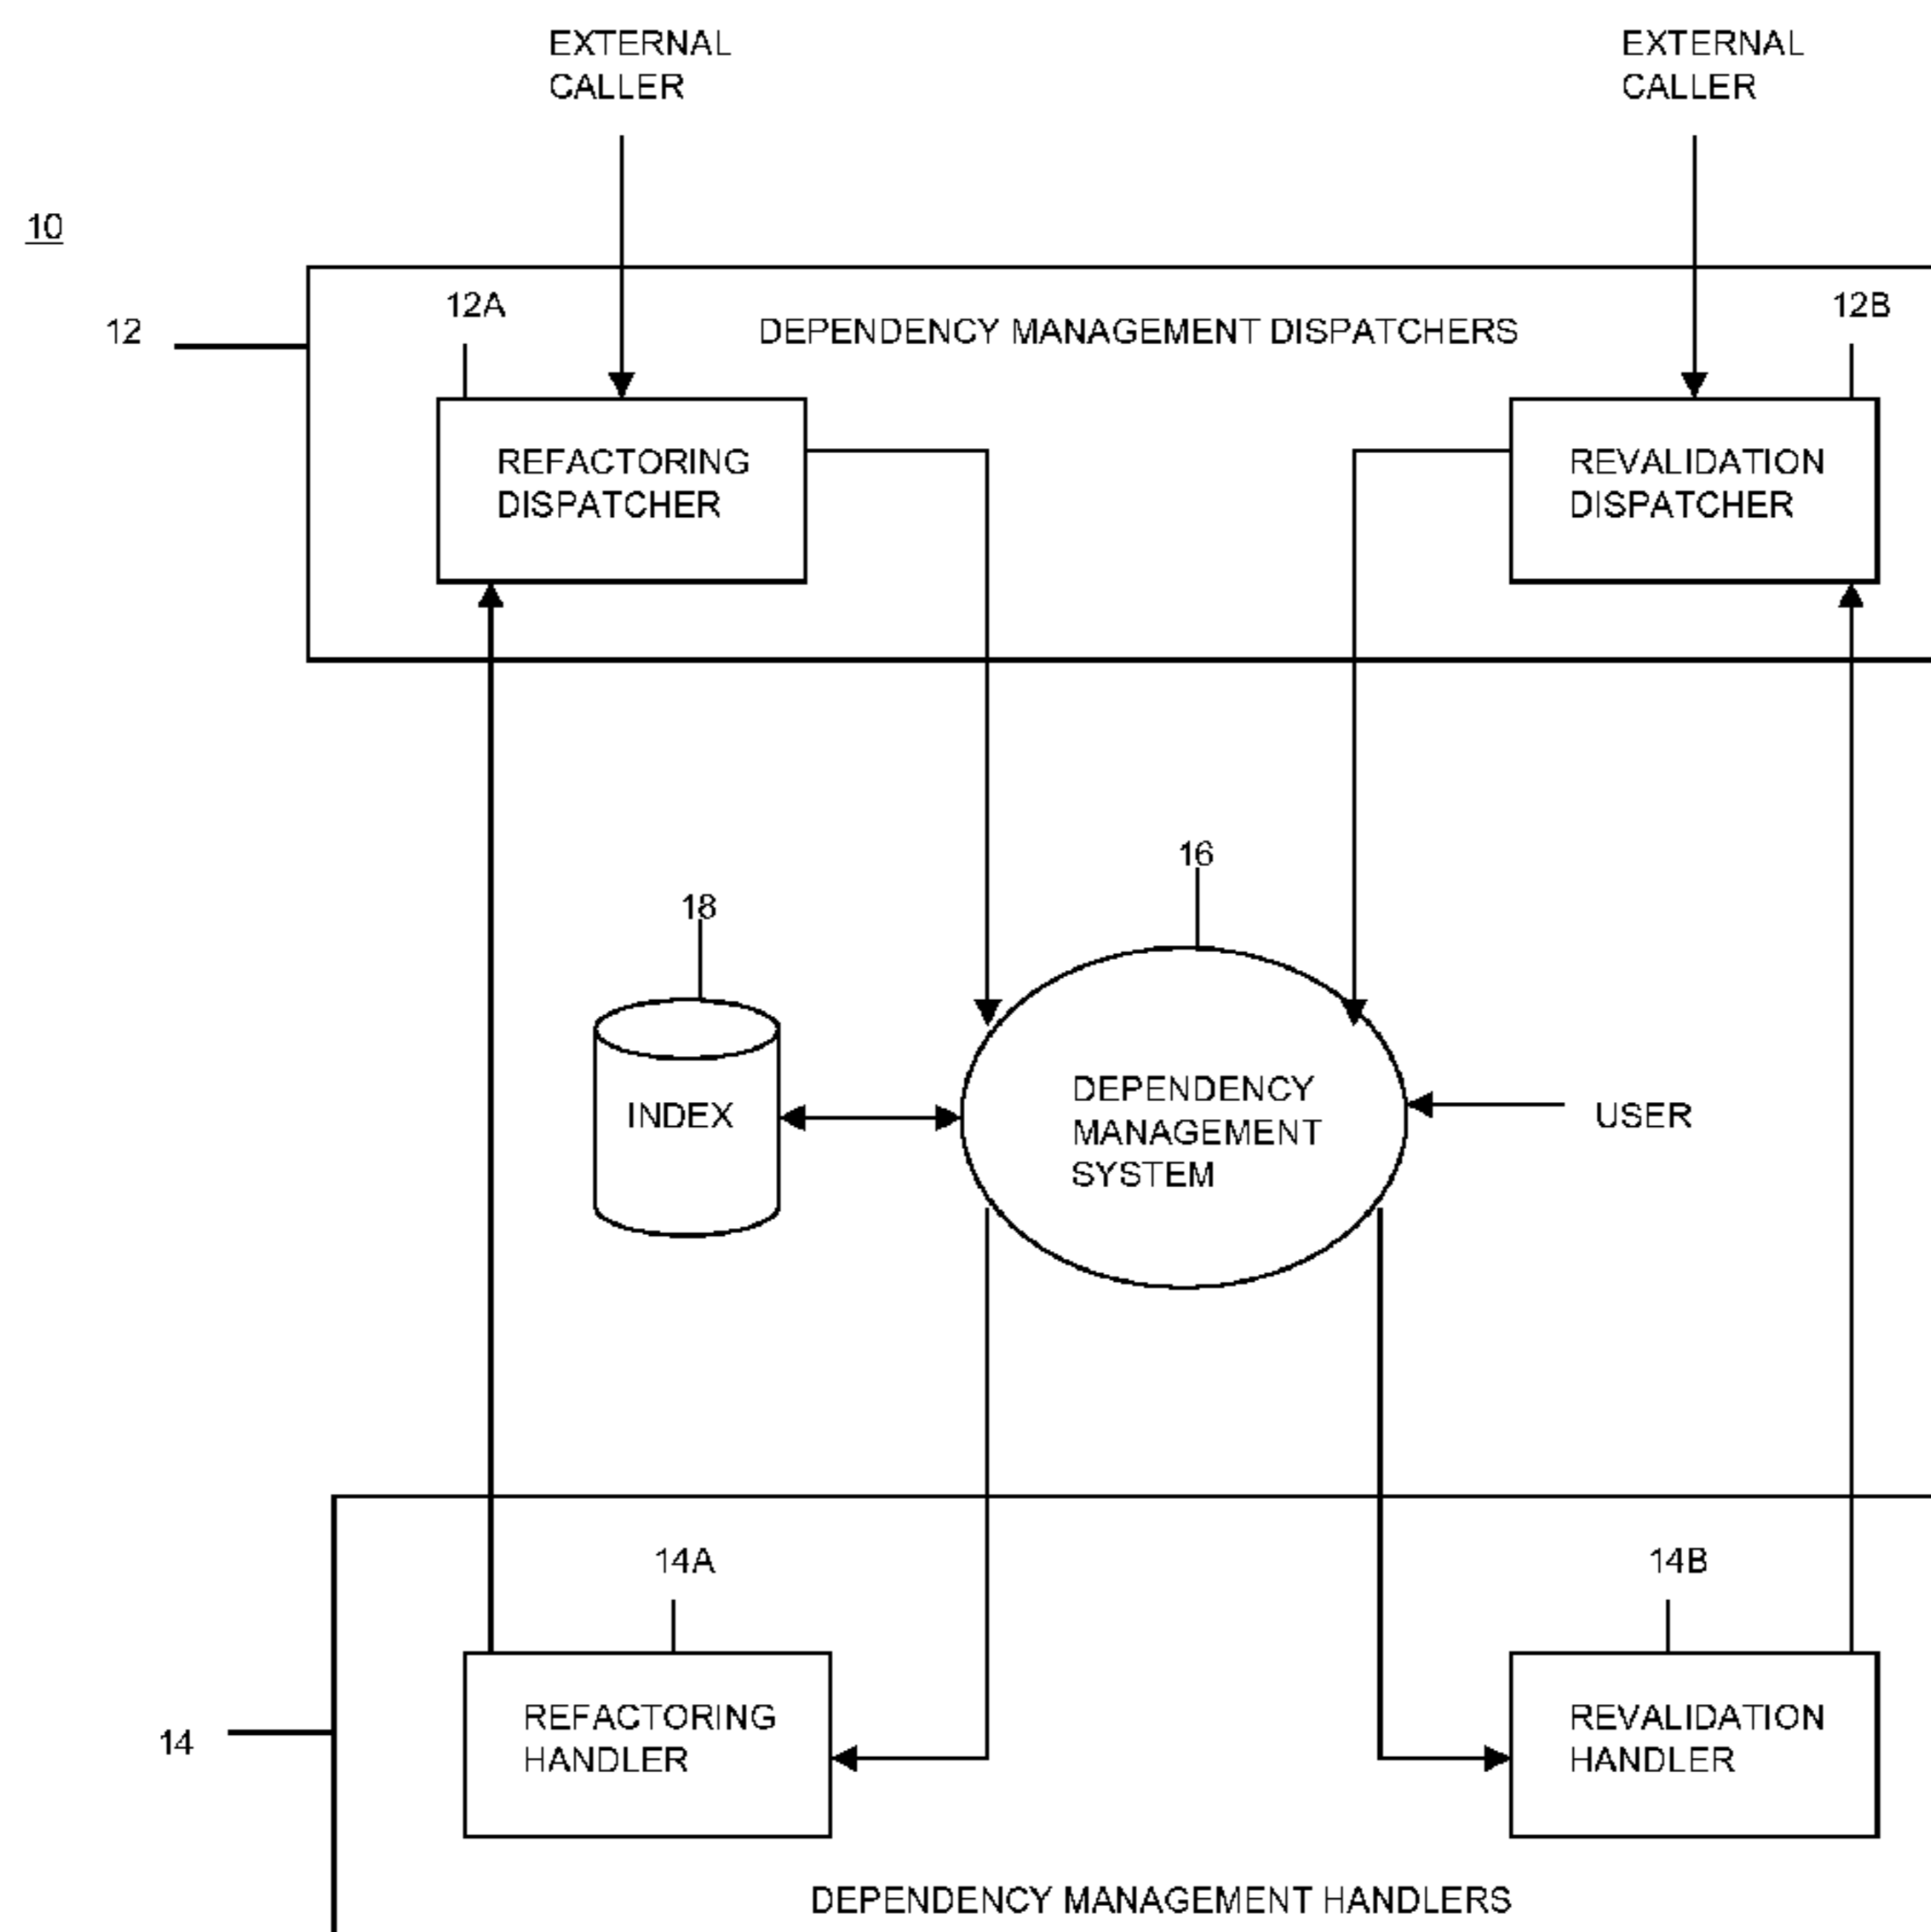 EXTERNAL
CALLER
EXTERNAL
CALLER
10
12
12A
DEPENDENCY MANAGEMENT DISPATCHERS
12B
REFACTORING
DISPATCHER
REVALIDATION
DISPATCHER
16
18
INDEX
DEPENDENCY
MANAGEMENT
SYSTEM
USER
14A
14B
14
REFACTORING
HANDLER
REVALIDATION
HANDLER
DEPENDENCY MANAGEMENT HANDLERS